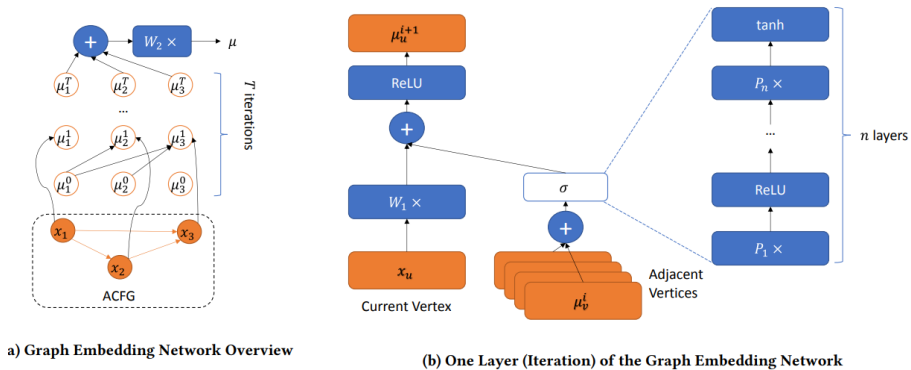 +
W₂ ×
μ
μ₁ᵀ
μ₂ᵀ
μ₃ᵀ
...
μ₁¹
μ₂¹
μ₃¹
μ₁⁰
μ₂⁰
μ₃⁰
T iterations
x₁
x₂
x₃
ACFG
a) Graph Embedding Network Overview
μᵤⁱ⁺¹
ReLU
+
W₁ ×
xᵤ
Current Vertex
σ
+
μᵥⁱ
Adjacent
Vertices
tanh
Pₙ ×
...
ReLU
P₁ ×
n layers
(b) One Layer (Iteration) of the Graph Embedding Network